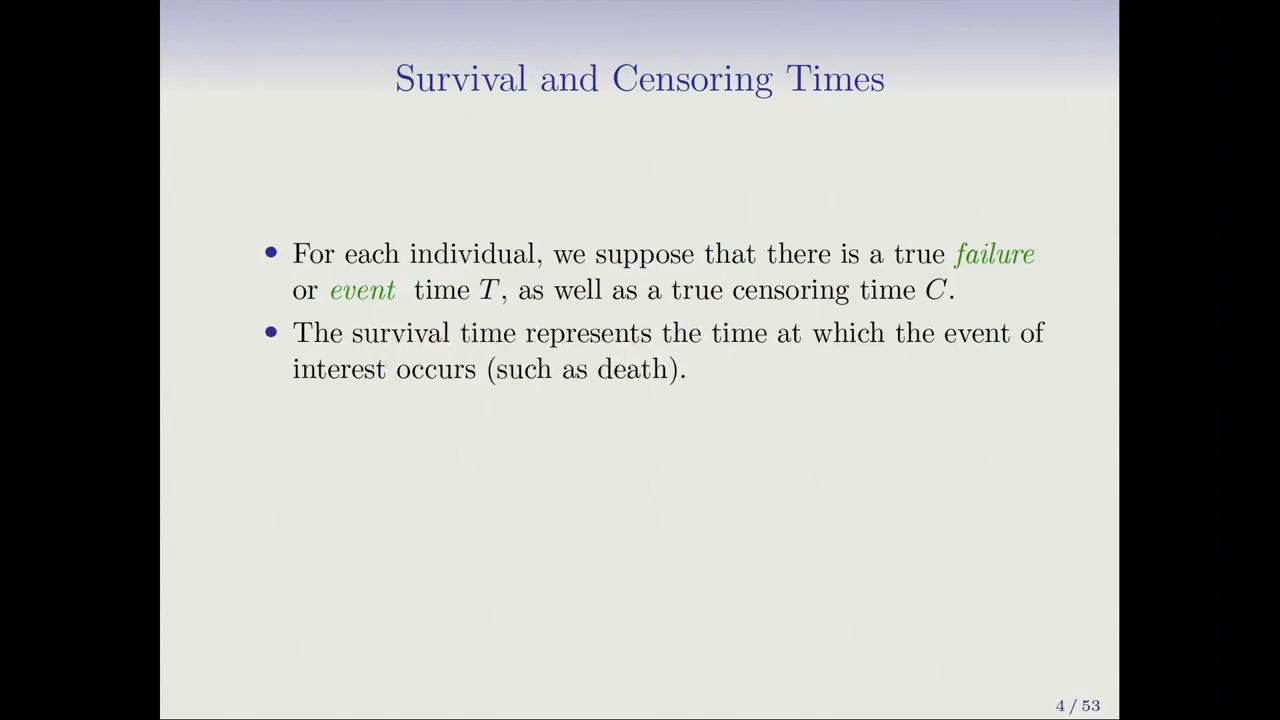 Survival and Censoring Times
• For each individual, we suppose that there is a true failure
or event time T, as well as a true censoring time C.
• The survival time represents the time at which the event of
interest occurs (such as death).
4 / 53